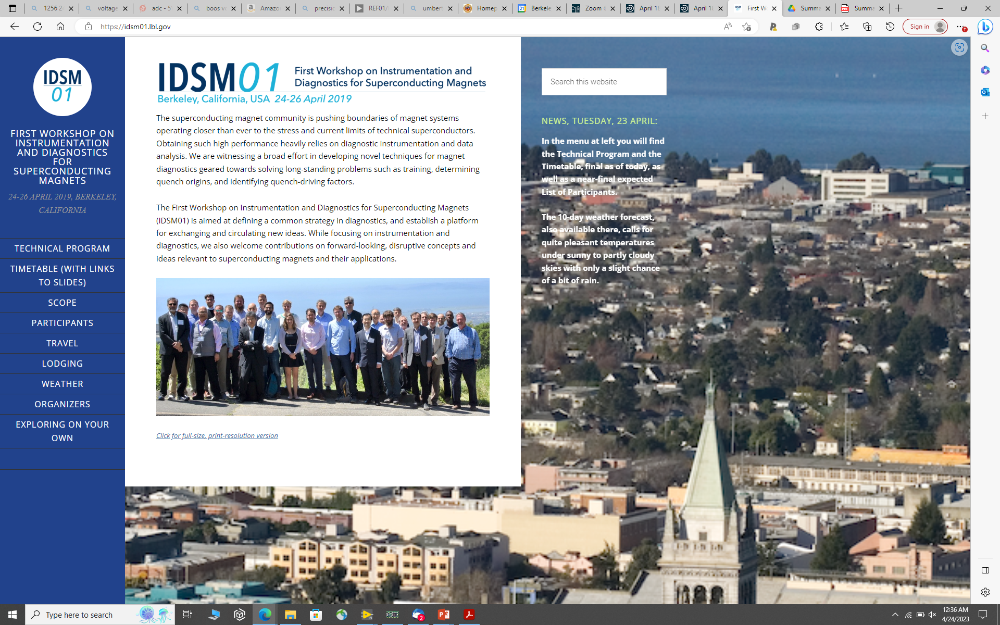 1256 24
voltage
adc - 5
boos vo
Amazo
precisio
REF01/
umbert
Homep
21
Berkele
Zoom
April 18
April 18
First W
Summa
PDF
Summa
https://idsm01.lbl.gov
Sign in
IDSM
01
FIRST WORKSHOP ON
INSTRUMENTATION
AND DIAGNOSTICS
FOR
SUPERCONDUCTING
MAGNETS
24-26 APRIL 2019, BERKELEY,
CALIFORNIA
TECHNICAL PROGRAM
TIMETABLE (WITH LINKS
TO SLIDES)
SCOPE
PARTICIPANTS
TRAVEL
LODGING
WEATHER
ORGANIZERS
EXPLORING ON YOUR
OWN
IDSM01
First Workshop on Instrumentation and
Diagnostics for Superconducting Magnets
Berkeley, California, USA 24-26 April 2019
The superconducting magnet community is pushing boundaries of magnet systems
operating closer than ever to the stress and current limits of technical superconductors.
Obtaining such high performance heavily relies on diagnostic instrumentation and data
analysis. We are witnessing a broad effort in developing novel techniques for magnet
diagnostics geared towards solving long-standing problems such as training, determining
quench origins, and identifying quench-driving factors.
The First Workshop on Instrumentation and Diagnostics for Superconducting Magnets
(IDSM01) is aimed at defining a common strategy in diagnostics, and establish a platform
for exchanging and circulating new ideas. While focusing on instrumentation and
diagnostics, we also welcome contributions on forward-looking, disruptive concepts and
ideas relevant to superconducting magnets and their applications.
Click for full-size, print-resolution version
Search this website
NEWS, TUESDAY, 23 APRIL:
In the menu at left you will find
the Technical Program and the
Timetable, final as of today, as
well as a near-final expected
List of Participants.
The 10-day weather forecast,
also available there, calls for
quite pleasant temperatures
under sunny to partly cloudy
skies with only a slight chance
of a bit of rain.
Type here to search
19
2
12:36 AM
4/24/2023